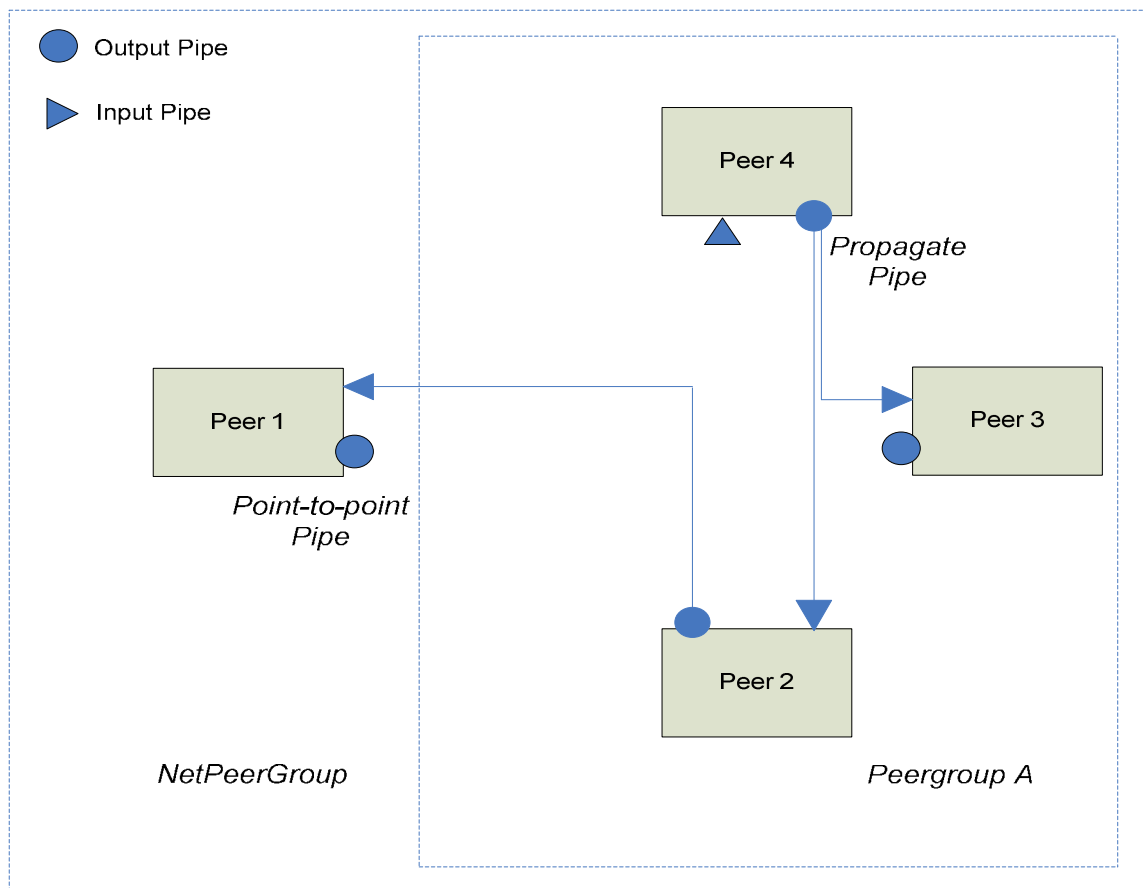 Output Pipe
Input Pipe
Peer 4
Propagate
Pipe
Peer 1
Peer 3
Point-to-point
Pipe
Peer 2
NetPeerGroup
Peergroup A